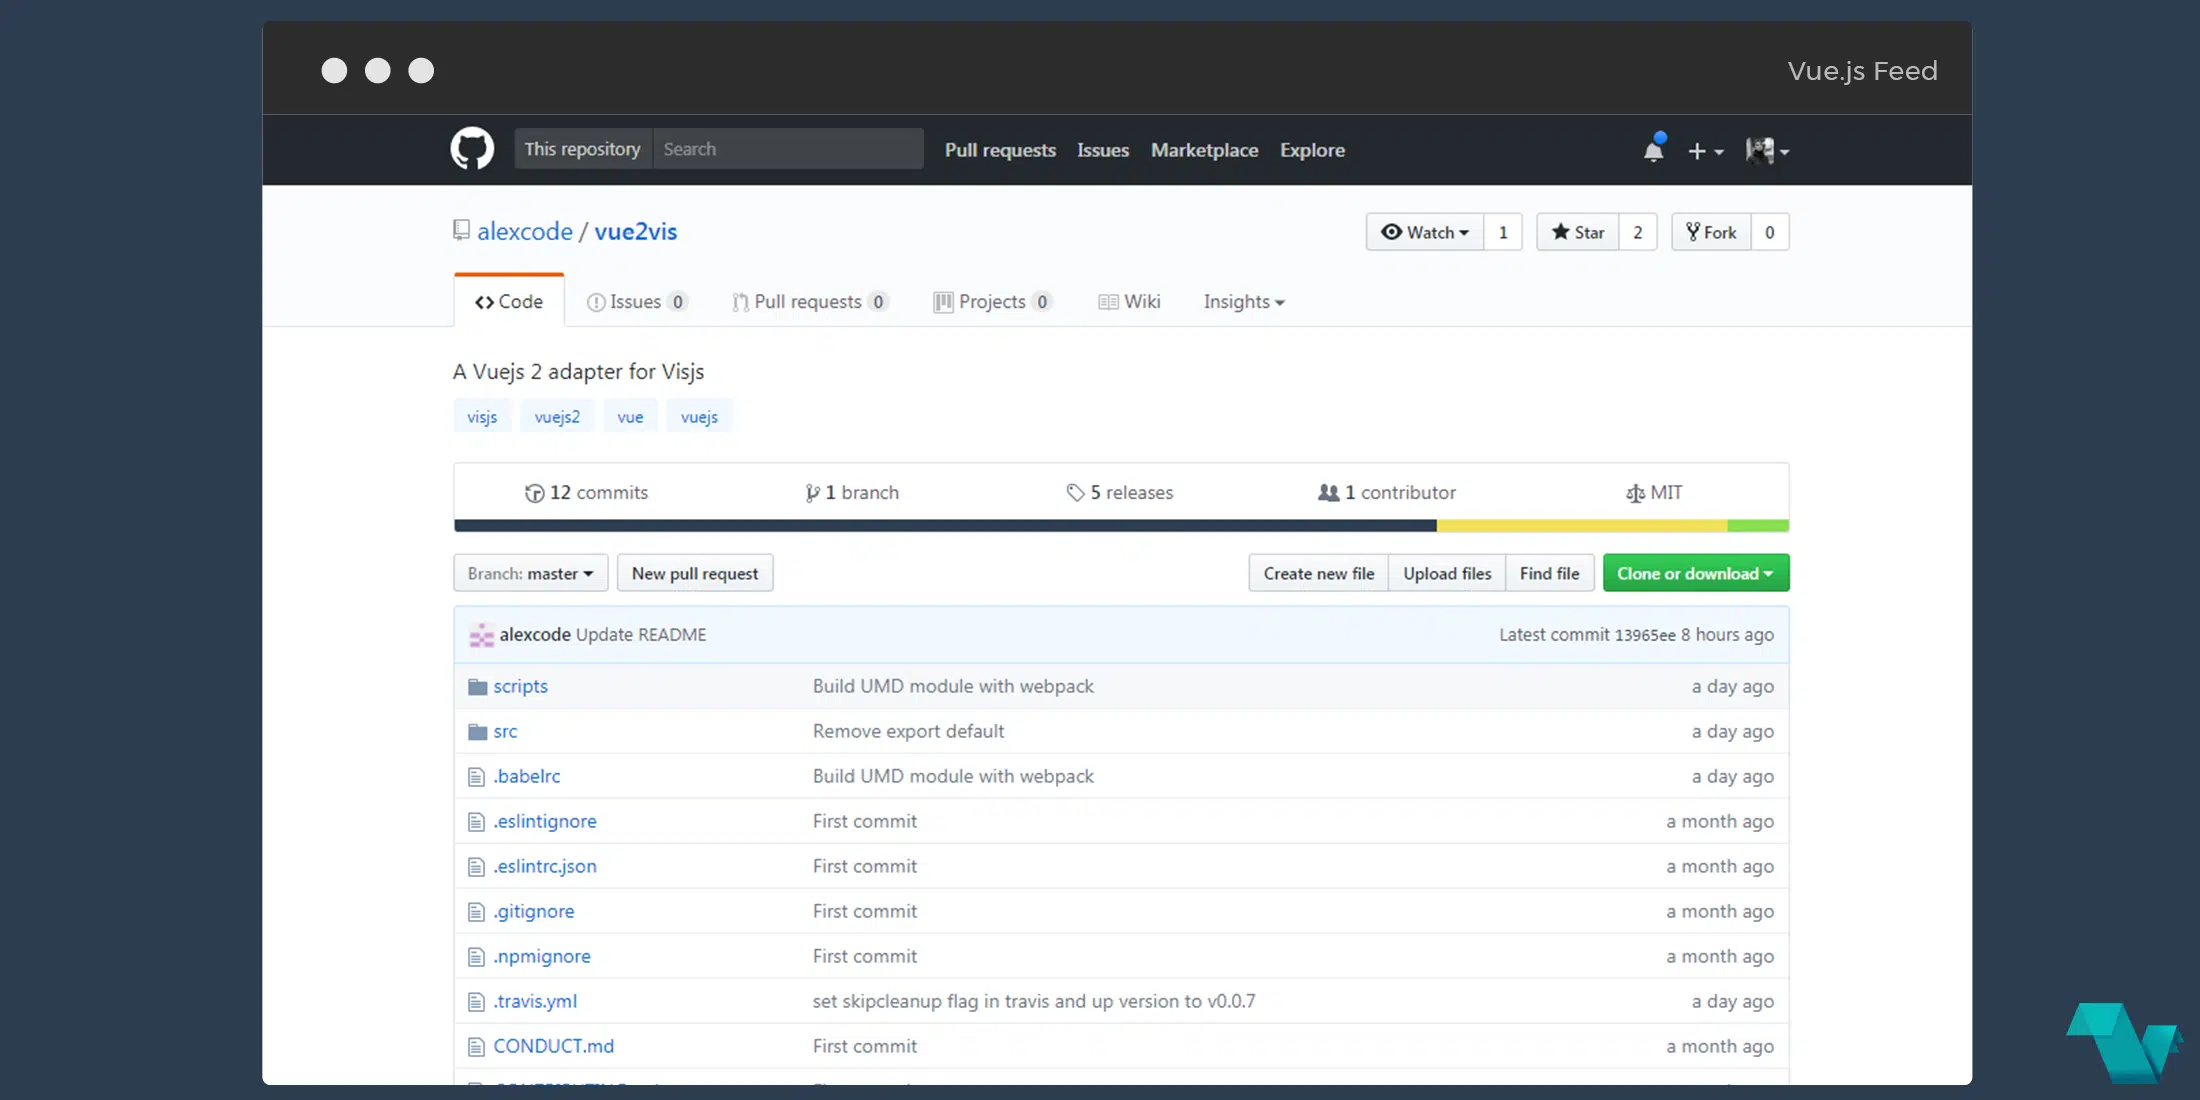 Vue.js Feed
This repository Search Pull requests Issues Marketplace Explore
alexcode / vue2vis Watch 1 Star 2 Fork 0
Code Issues 0 Pull requests 0 Projects 0 Wiki Insights
A Vuejs 2 adapter for Visjs
visjs vuejs2 vue vuejs
12 commits 1 branch 5 releases 1 contributor MIT
Branch: master New pull request Create new file Upload files Find file Clone or download
alexcode Update README Latest commit 13965ee 8 hours ago
scripts Build UMD module with webpack a day ago
src Remove export default a day ago
.babelrc Build UMD module with webpack a day ago
.eslintignore First commit a month ago
.eslintrc.json First commit a month ago
.gitignore First commit a month ago
.npmignore First commit a month ago
.travis.yml set skipcleanup flag in travis and up version to v0.0.7 a day ago
CONDUCT.md First commit a month ago